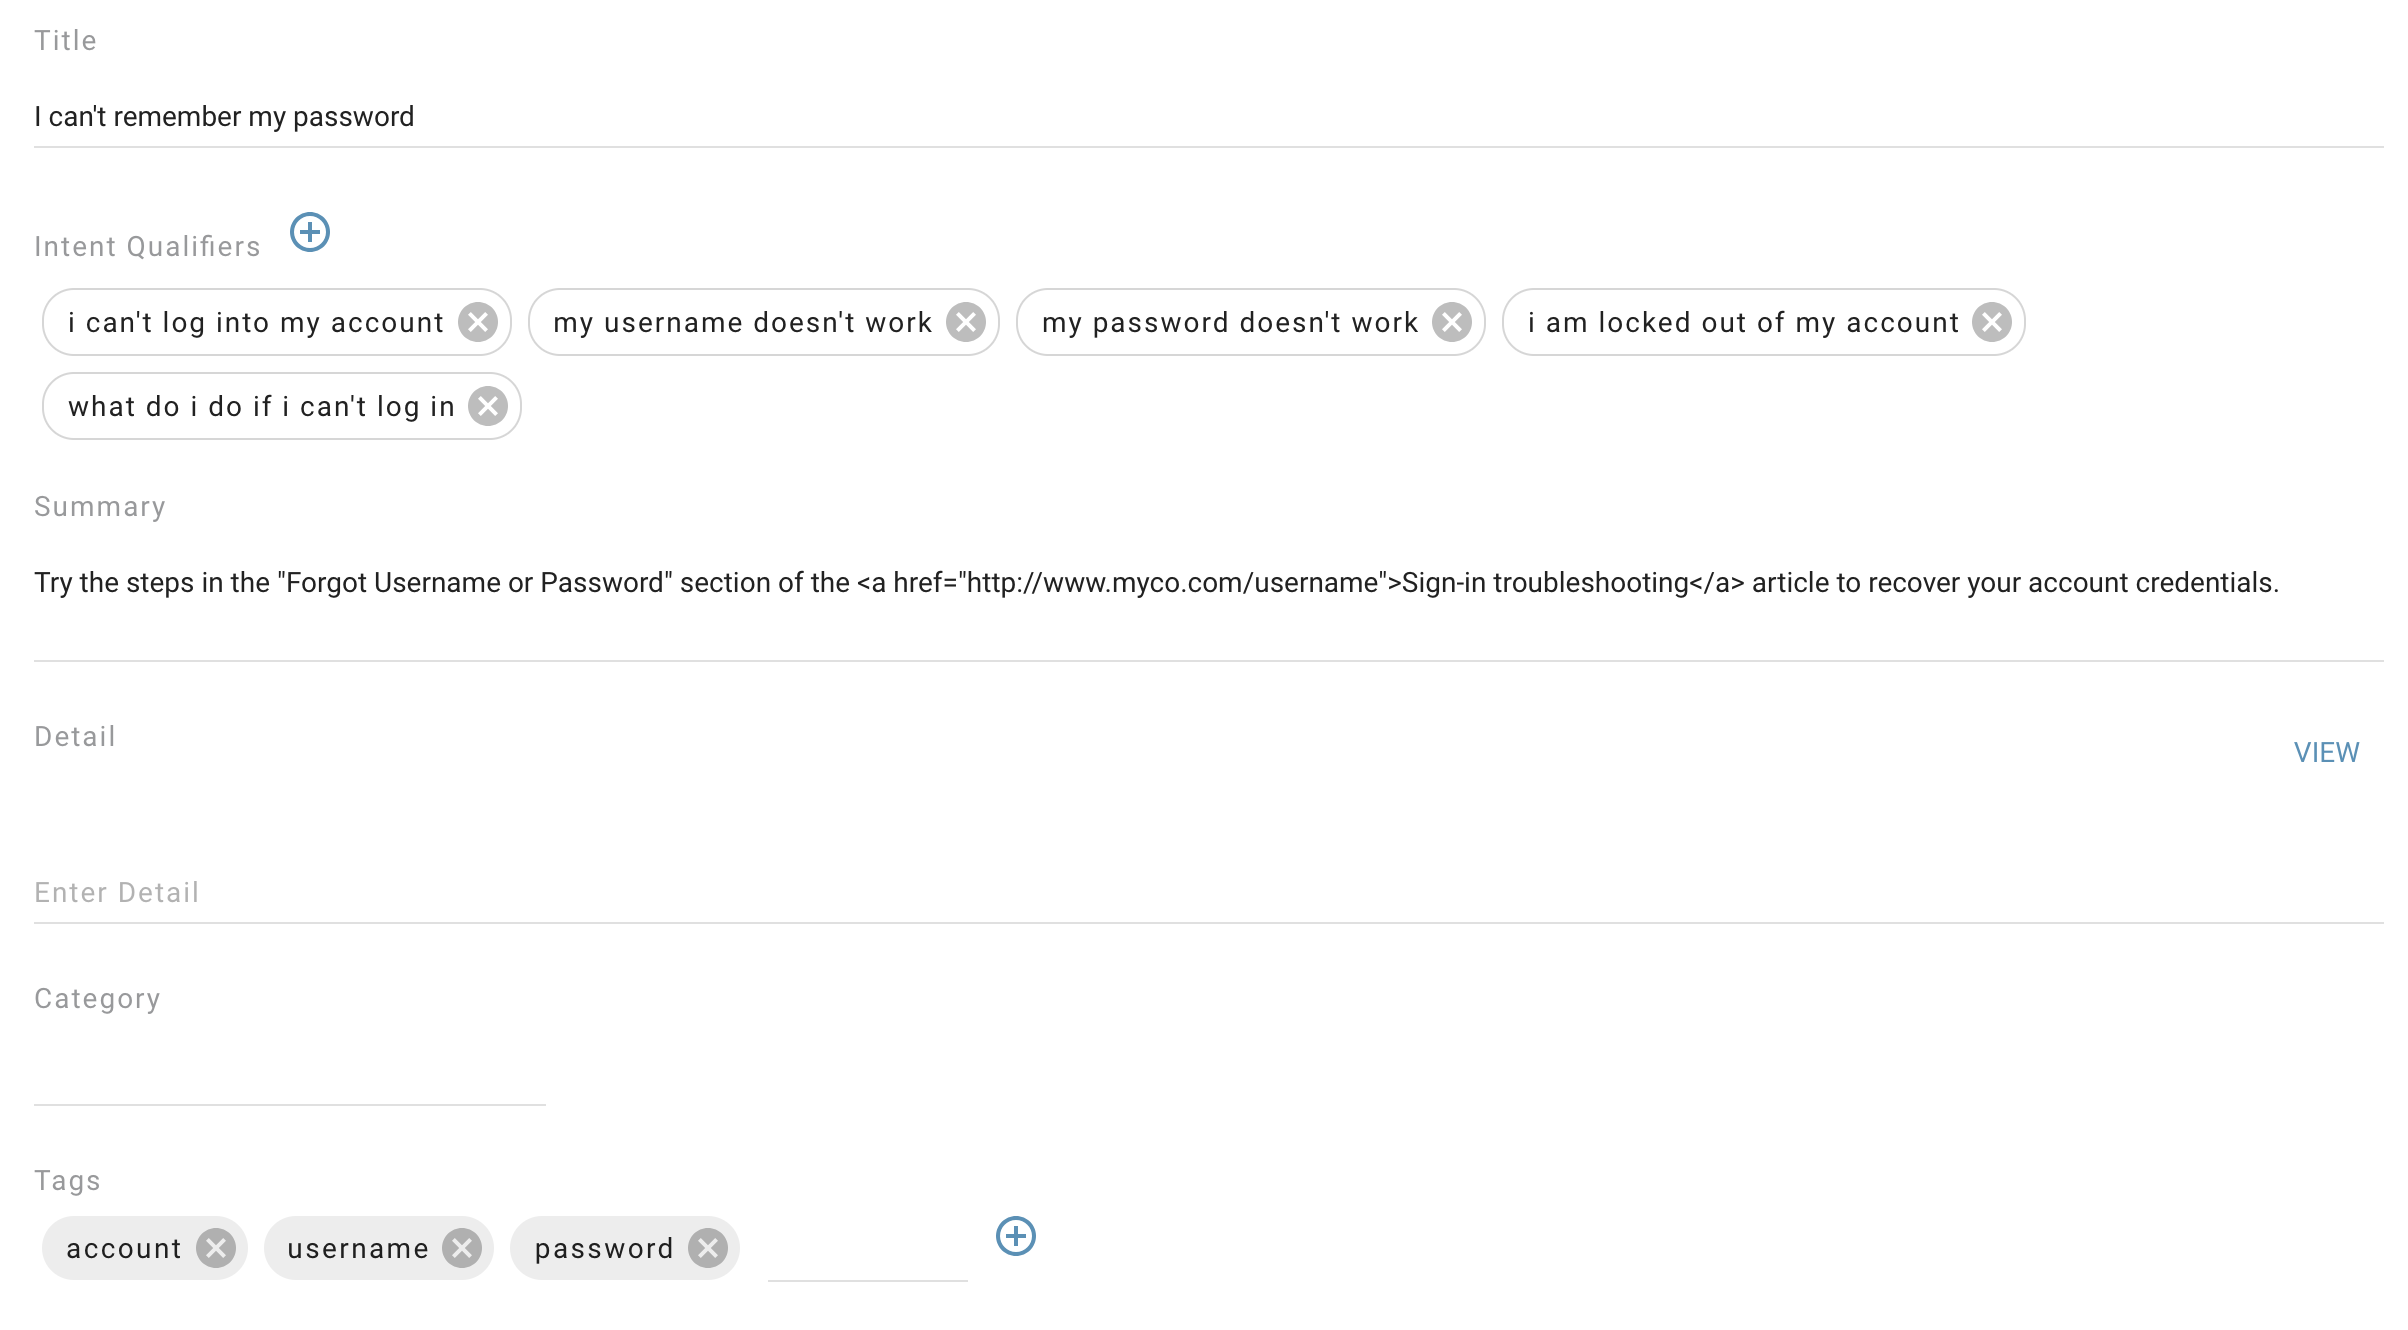 Title
I can't remember my password
Intent Qualifiers
i can't log into my account my username doesn't work my password doesn't work i am locked out of my account
what do i do if i can't log in
Summary
Try the steps in the "Forgot Username or Password" section of the <a href="http://www.myco.com/username">Sign-in troubleshooting</a> article to recover your account credentials.
Detail
VIEW
Enter Detail
Category
Tags
account username password